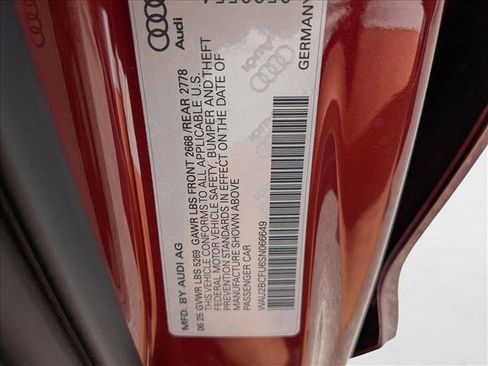 Audi
GERMANY
MFD. BY AUDI AG
06 25 GVWR LBS 5269 GAWR LBS FRONT 2668 /REAR 2778
THIS VEHICLE CONFORMS TO ALL APPLICABLE U.S.
FEDERAL MOTOR VEHICLE SAFETY, BUMPER AND THEFT
PREVENTION STANDARDS IN EFFECT ON THE DATE OF
MANUFACTURE SHOWN ABOVE
PASSENGER CAR
WAU2BCFU6SN066649